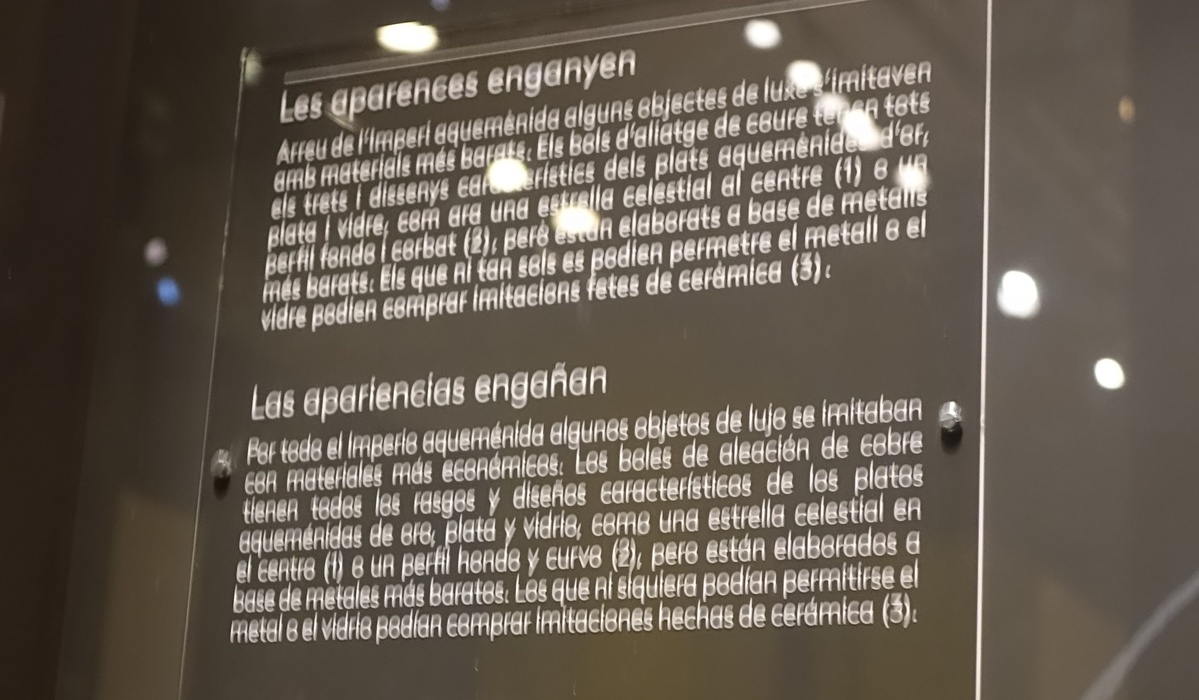 Les aparences enganyen
Arreu de l'Imperi aquemènida alguns objectes de luxe s'imitaven
amb materials més barats. Els bols d'aliatge de coure tenen tots
els trets i dissenys característics dels plats aquemènides d'or,
plata i vidre, com ara una estrella celestial al centre (1) o un
perfil fondo i corbat (2), però estan elaborats a base de metalls
més barats. Els que ni tan sols es podien permetre el metall o el
vidre podien comprar imitacions fetes de ceràmica (3).
Las apariencias engañan
Por todo el Imperio aqueménida algunos objetos de lujo se imitaban
con materiales más económicos. Los boles de aleación de cobre
tienen todos los rasgos y diseños característicos de los platos
aqueménidas de oro, plata y vidrio, como una estrella celestial en
el centro (1) o un perfil hondo y curvo (2), pero están elaborados a
base de metales más baratos. Los que ni siquiera podían permitirse el
metal o el vidrio podían comprar imitaciones hechas de cerámica (3).